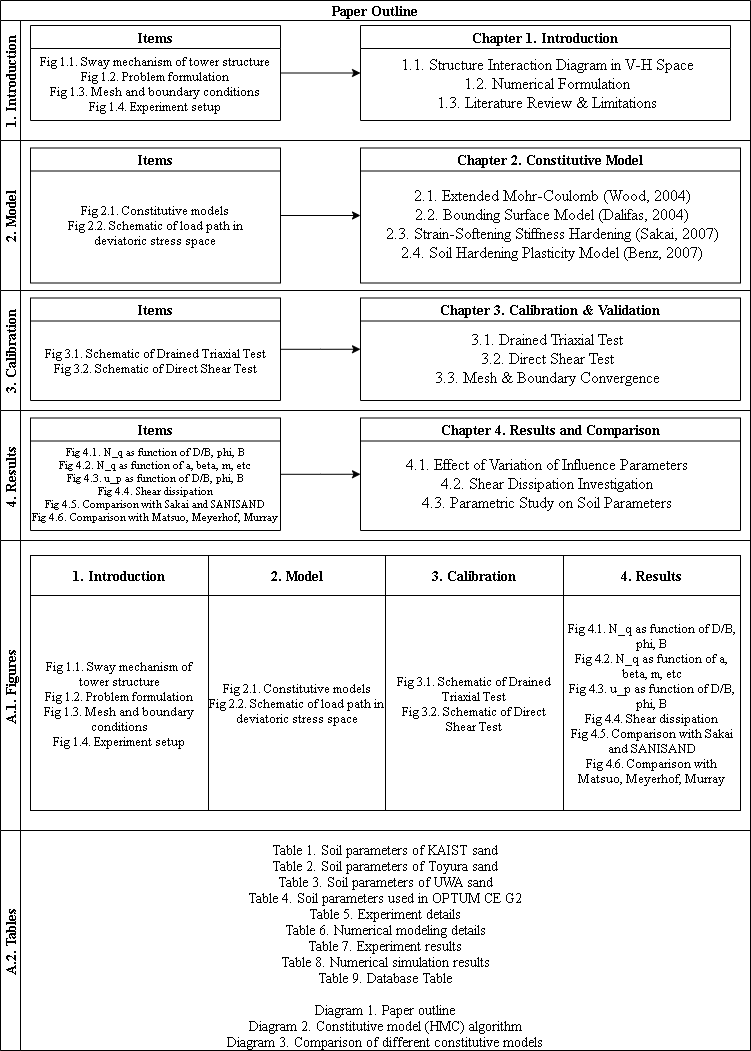 Paper Outline
1. Introduction
Items
Fig 1.1. Sway mechanism of tower structure
Fig 1.2. Problem formulation
Fig 1.3. Mesh and boundary conditions
Fig 1.4. Experiment setup
Chapter 1. Introduction
1.1. Structure Interaction Diagram in V-H Space
1.2. Numerical Formulation
1.3. Literature Review & Limitations
2. Model
Items
Fig 2.1. Constitutive models
Fig 2.2. Schematic of load path in
deviatoric stress space
Chapter 2. Constitutive Model
2.1. Extended Mohr-Coulomb (Wood, 2004)
2.2. Bounding Surface Model (Dalifas, 2004)
2.3. Strain-Softening Stiffness Hardening (Sakai, 2007)
2.4. Soil Hardening Plasticity Model (Benz, 2007)
3. Calibration
Items
Fig 3.1. Schematic of Drained Triaxial Test
Fig 3.2. Schematic of Direct Shear Test
Chapter 3. Calibration & Validation
3.1. Drained Triaxial Test
3.2. Direct Shear Test
3.3. Mesh & Boundary Convergence
4. Results
Items
Fig 4.1. N_q as function of D/B, phi, B
Fig 4.2. N_q as function of a, beta, m, etc
Fig 4.3. u_p as function of D/B, phi, B
Fig 4.4. Shear dissipation
Fig 4.5. Comparison with Sakai and SANISAND
Fig 4.6. Comparison with Matsuo, Meyerhof, Murray
Chapter 4. Results and Comparison
4.1. Effect of Variation of Influence Parameters
4.2. Shear Dissipation Investigation
4.3. Parametric Study on Soil Parameters
A.1. Figures
1. Introduction
Fig 1.1. Sway mechanism of
tower structure
Fig 1.2. Problem formulation
Fig 1.3. Mesh and boundary
conditions
Fig 1.4. Experiment setup
2. Model
Fig 2.1. Constitutive models
Fig 2.2. Schematic of load path in
deviatoric stress space
3. Calibration
Fig 3.1. Schematic of Drained
Triaxial Test
Fig 3.2. Schematic of Direct
Shear Test
4. Results
Fig 4.1. N_q as function of D/B,
phi, B
Fig 4.2. N_q as function of a,
beta, m, etc
Fig 4.3. u_p as function of D/B,
phi, B
Fig 4.4. Shear dissipation
Fig 4.5. Comparison with Sakai
and SANISAND
Fig 4.6. Comparison with
Matsuo, Meyerhof, Murray
A.2. Tables
Table 1. Soil parameters of KAIST sand
Table 2. Soil parameters of Toyura sand
Table 3. Soil parameters of UWA sand
Table 4. Soil parameters used in OPTUM CE G2
Table 5. Experiment details
Table 6. Numerical modeling details
Table 7. Experiment results
Table 8. Numerical simulation results
Table 9. Database Table
Diagram 1. Paper outline
Diagram 2. Constitutive model (HMC) algorithm
Diagram 3. Comparison of different constitutive models